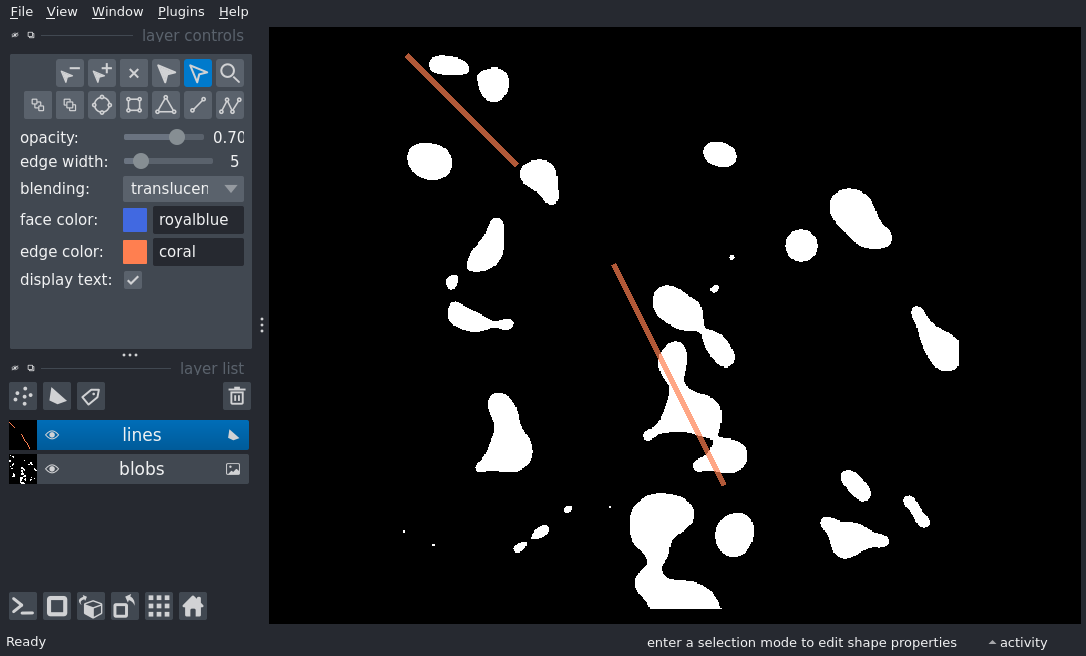 File View Window Plugins Help
layer controls
opacity: 0.70
edge width: 5
blending: translucen
face color: royalblue
edge color: coral
display text:
layer list
lines
blobs
Ready enter a selection mode to edit shape properties activity